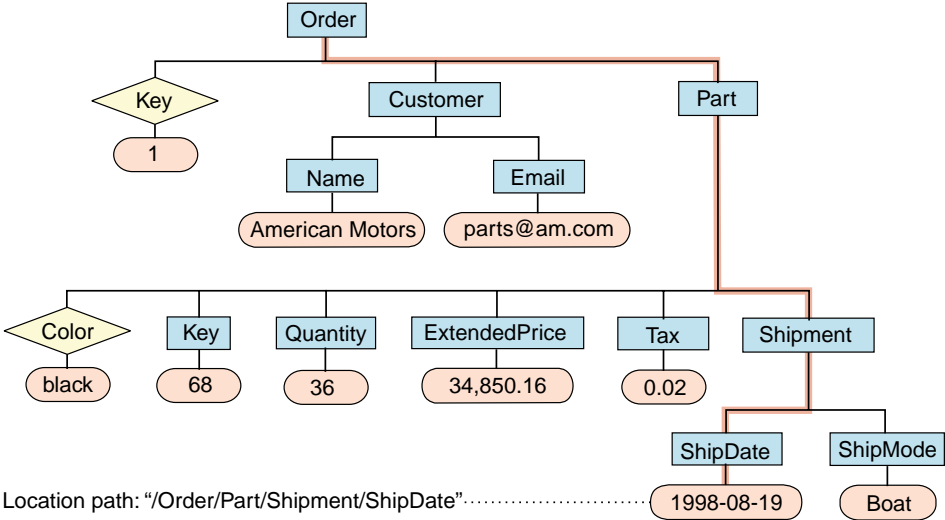 Order
Key
Customer
Part
1
Name
Email
American Motors
parts@am.com
Color
Key
Quantity
ExtendedPrice
Tax
Shipment
black
68
36
34,850.16
0.02
ShipDate
ShipMode
Location path: “/Order/Part/Shipment/ShipDate”
1998-08-19
Boat